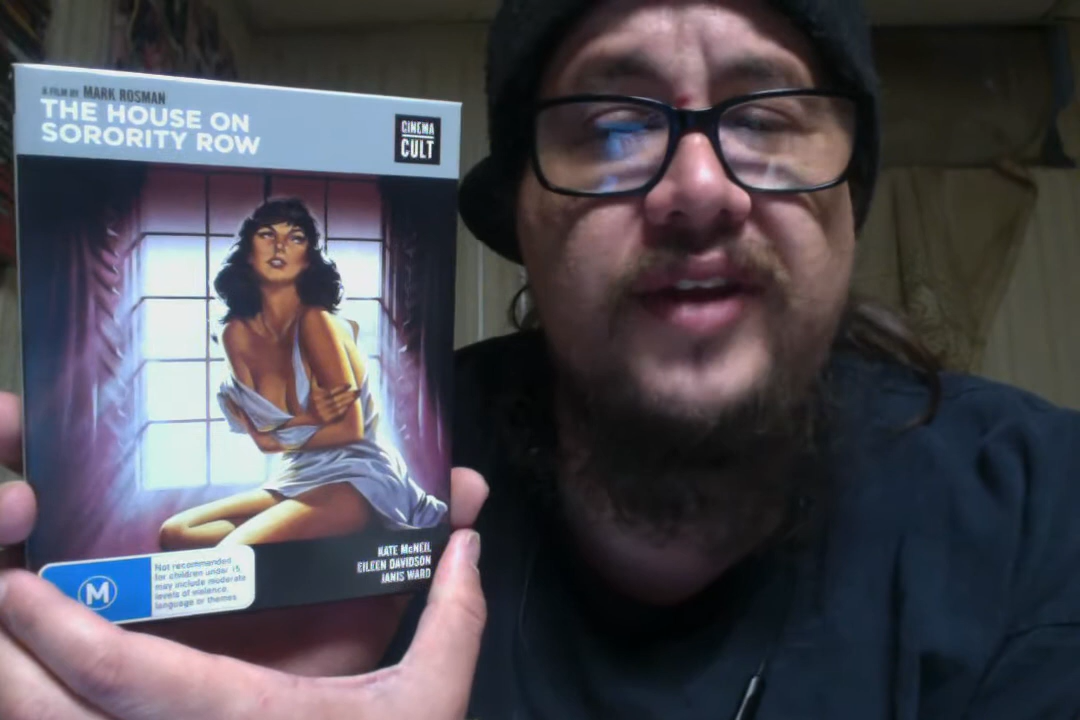 A FILM BY MARK ROSMAN
THE HOUSE ON
SORORITY ROW
CINEMA
CULT
KATE McNEIL
EILEEN DAVIDSON
JANIS WARD
M
Not recommended
for children under 15,
may include moderate
levels of violence,
language or themes